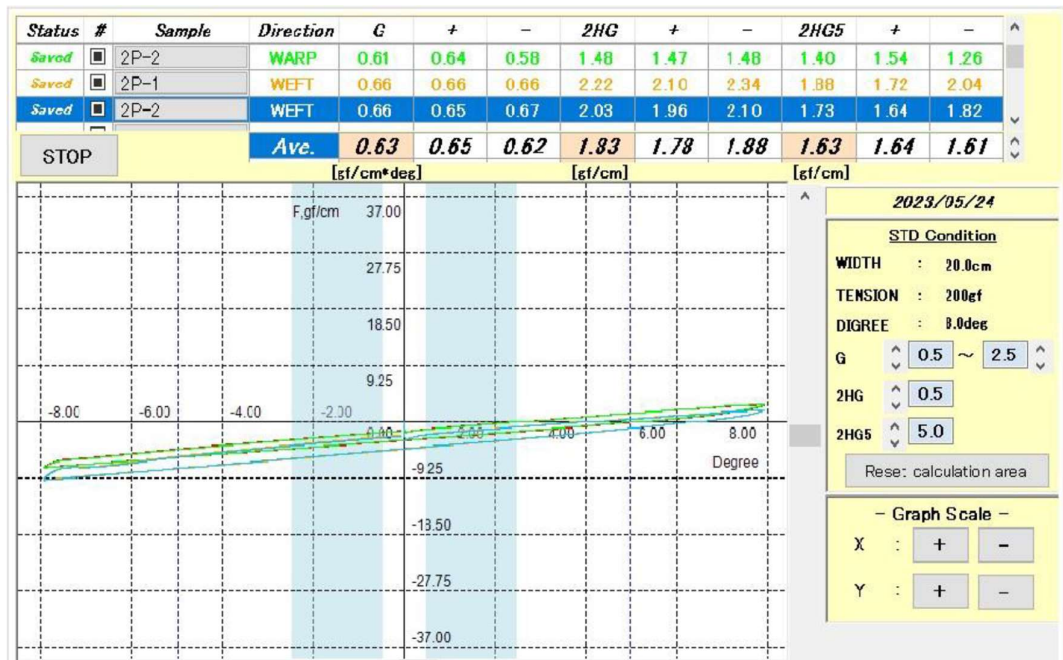 Status # Sample Direction G + − 2HG + − 2HG5 + −
Saved 2P-2 WARP 0.61 0.64 0.58 1.48 1.47 1.48 1.40 1.54 1.26
Saved 2P-1 WEFT 0.66 0.66 0.66 2.22 2.10 2.34 1.88 1.72 2.04
Saved 2P-2 WEFT 0.66 0.65 0.67 2.03 1.96 2.10 1.73 1.64 1.82
STOP Ave. 0.63 0.65 0.62 1.83 1.78 1.88 1.63 1.64 1.61
[gf/cm*deg] [gf/cm] [gf/cm]
F,gf/cm 37.00
27.75
18.50
9.25
-8.00 -6.00 -4.00 -2.00
0.00 2.00 4.00 6.00 8.00
Degree
-9.25
-18.50
-27.75
-37.00
2023/05/24
STD Condition
WIDTH : 20.0cm
TENSION : 200gf
DIGREE : 8.0deg
G 0.5 ~ 2.5
2HG 0.5
2HG5 5.0
Rese: calculation area
− Graph Scale −
X : + −
Y : + −